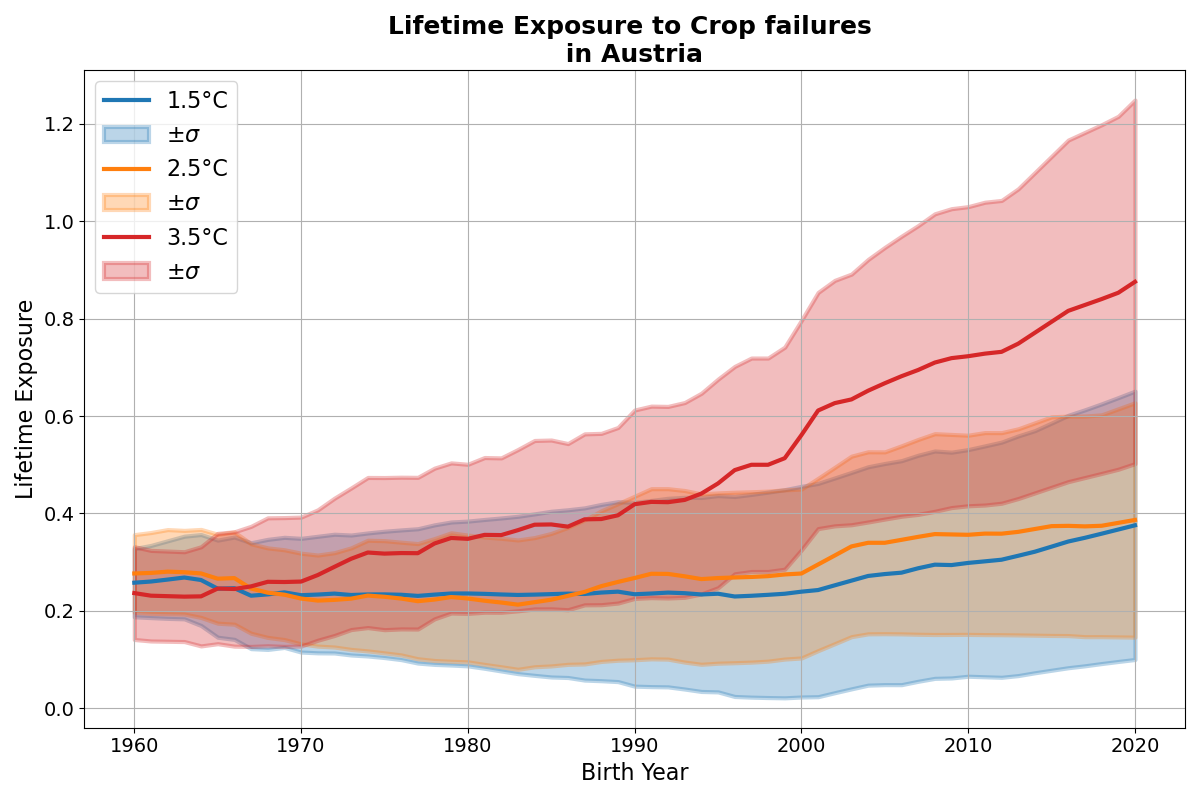 Lifetime Exposure to Crop failures
in Austria
1.5°C
±σ
2.5°C
±σ
3.5°C
±σ
Lifetime Exposure
1.2
1.0
0.8
0.6
0.4
0.2
0.0
1960 1970 1980 1990 2000 2010 2020
Birth Year